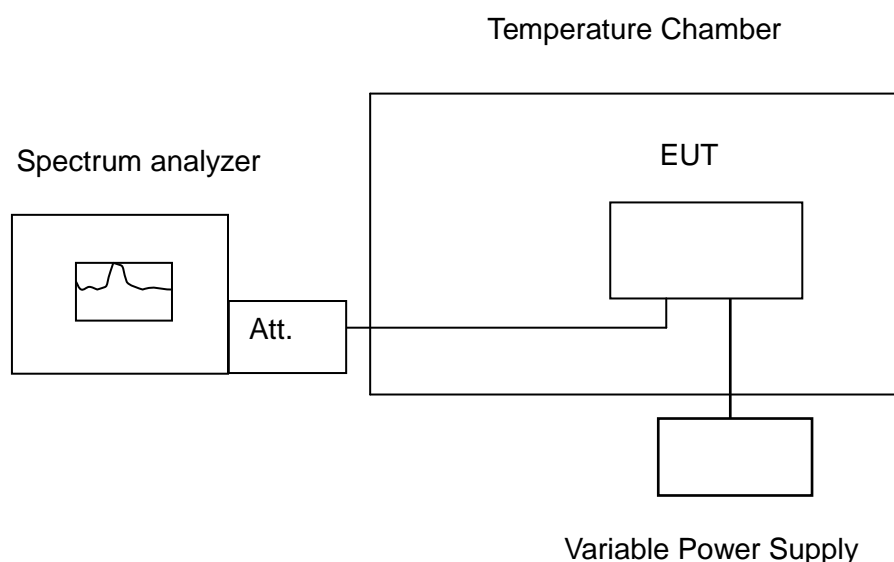 Temperature Chamber
Spectrum analyzer
EUT
Att.
Variable Power Supply